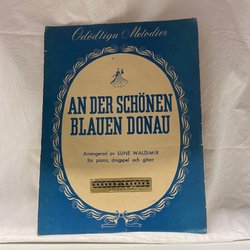 Odödliga Melodier
AN DER SCHÖNEN
BLAUEN DONAU
Arrangerad av SUNE WALDIMIR
för piano, dragspel och gitarr